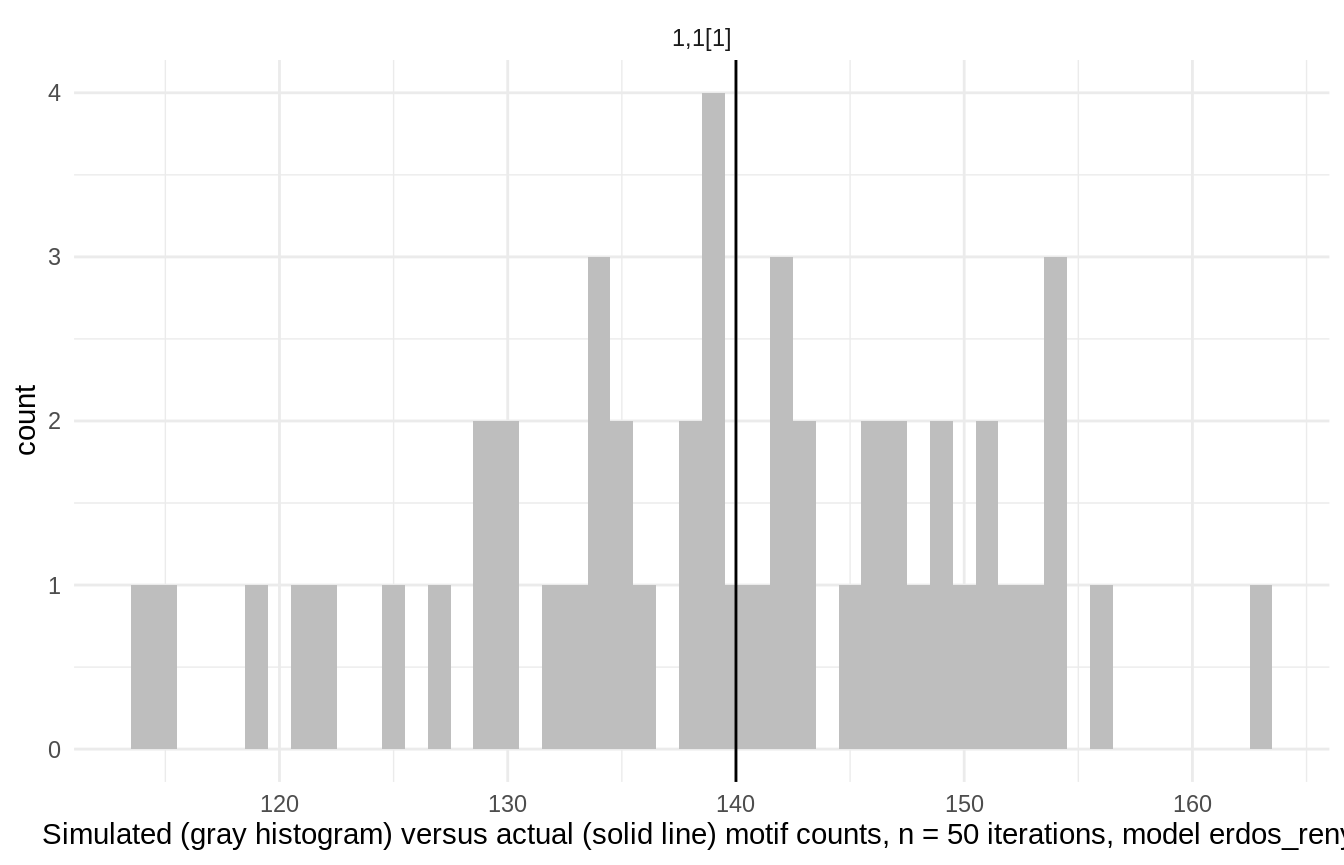 1,1[1]
4
3
2
1
0
count
120 130 140 150 160
Simulated (gray histogram) versus actual (solid line) motif counts, n = 50 iterations, model